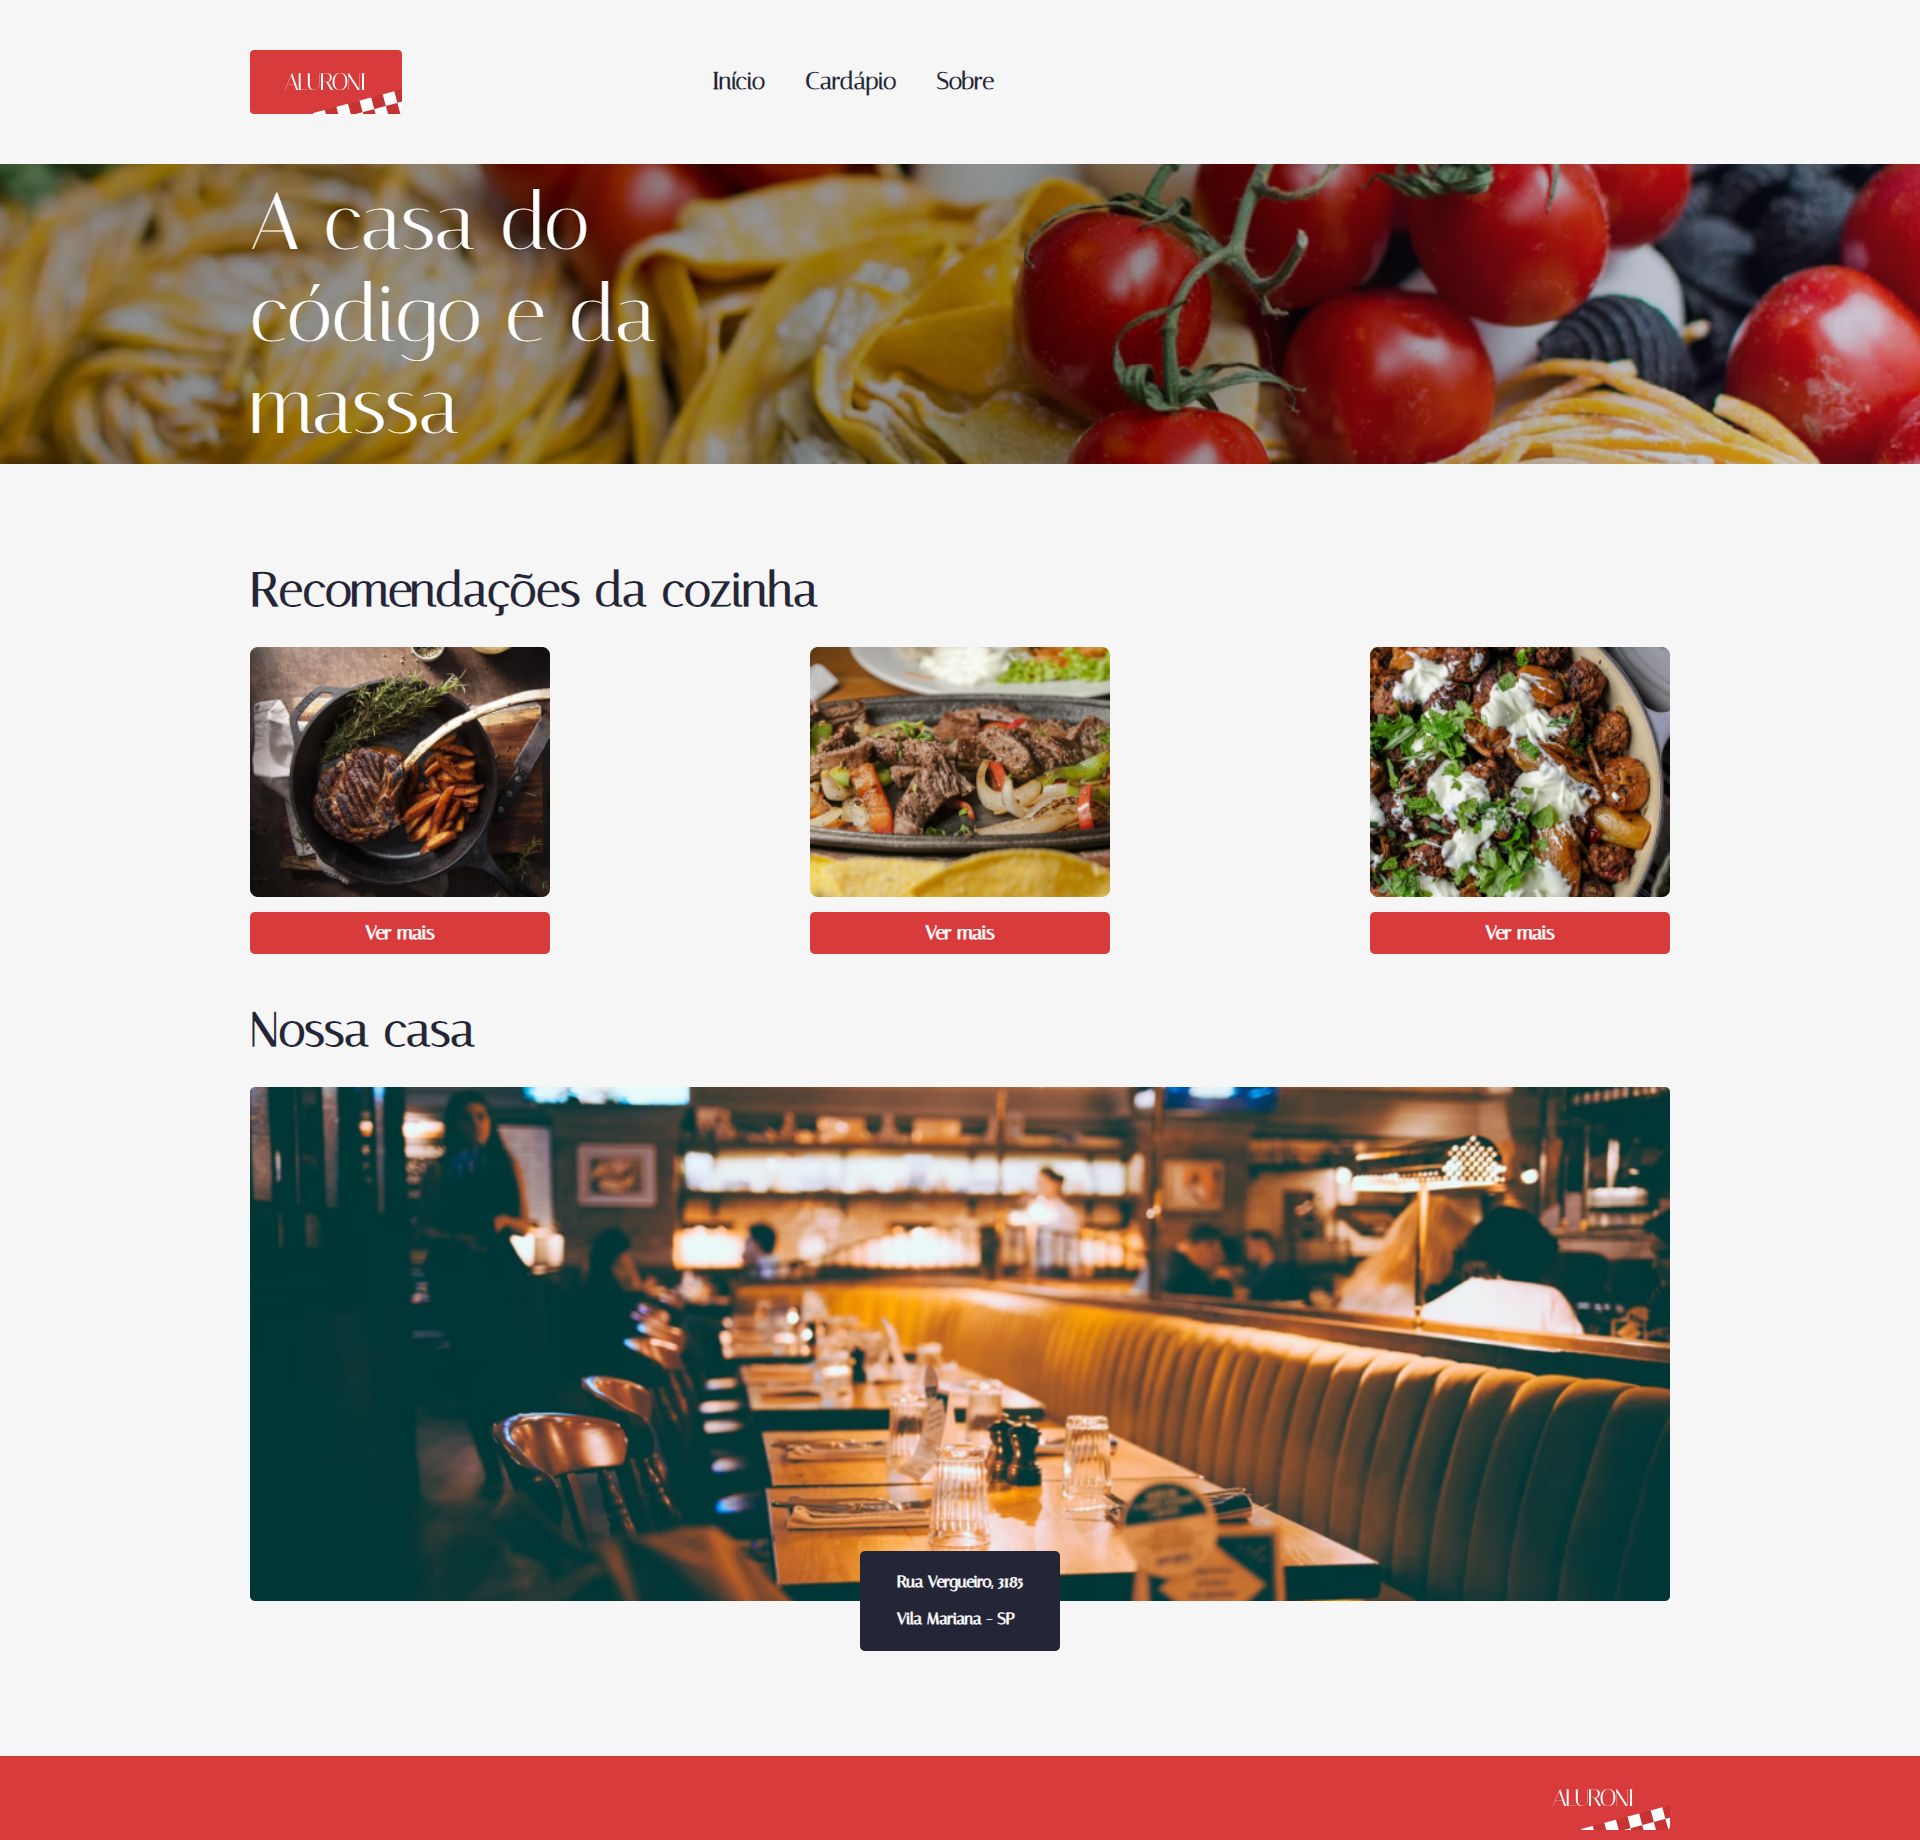 ALURONI
Início
Cardápio
Sobre
A casa do
código e da
massa
Recomendações da cozinha
Ver mais
Ver mais
Ver mais
Nossa casa
Rua Vergueiro, 3185
Vila Mariana - SP
ALURONI